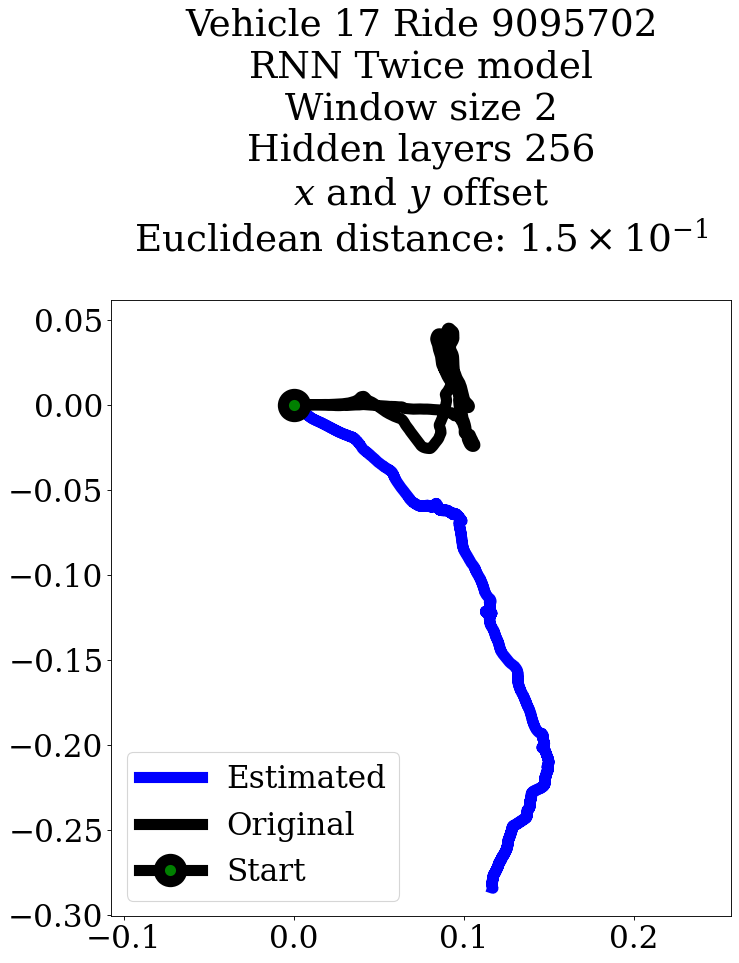 Vehicle 17 Ride 9095702
RNN Twice model
Window size 2
Hidden layers 256
x and y offset
Euclidean distance: 1.5 × 10⁻¹
0.05
0.00
−0.05
−0.10
−0.15
−0.20
−0.25
−0.30
Estimated
Original
Start
−0.1 0.0 0.1 0.2